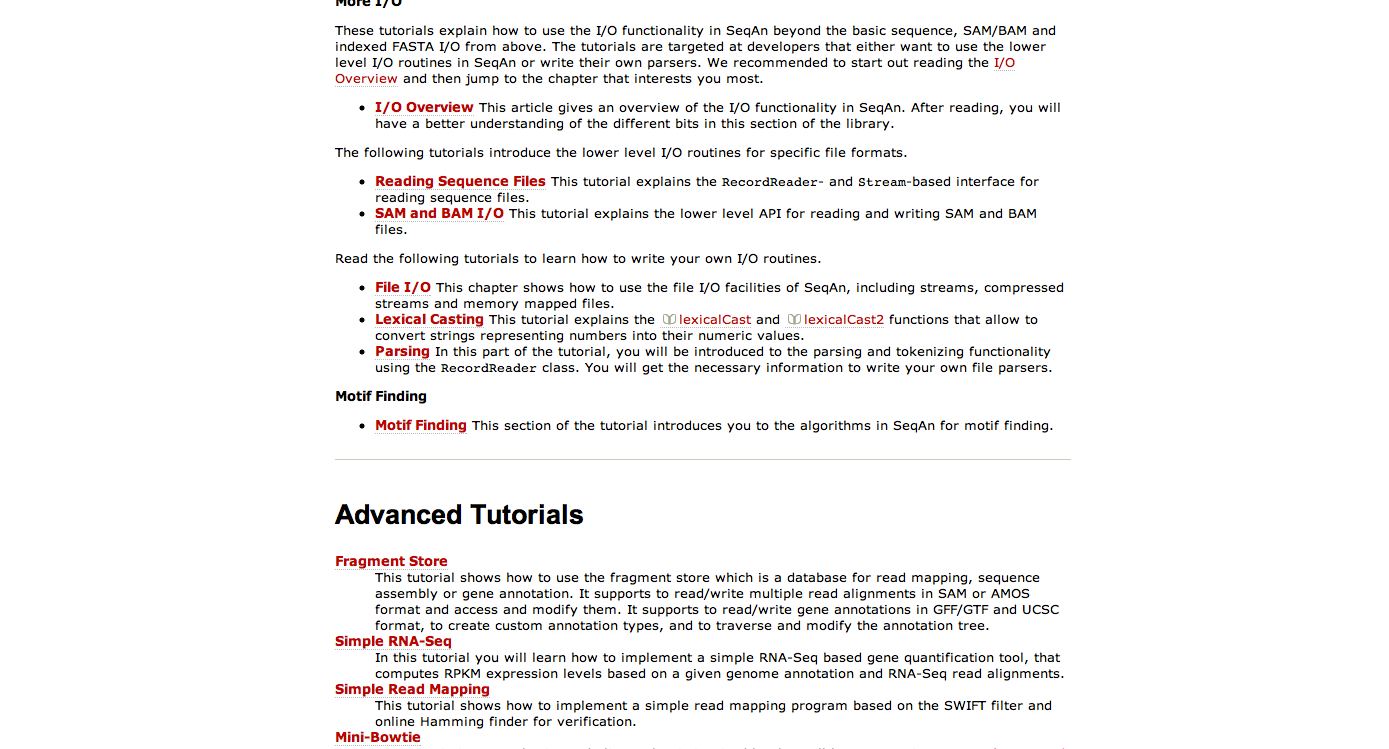 More I/O
These tutorials explain how to use the I/O functionality in SeqAn beyond the basic sequence, SAM/BAM and
indexed FASTA I/O from above. The tutorials are targeted at developers that either want to use the lower
level I/O routines in SeqAn or write their own parsers. We recommended to start out reading the I/O
Overview and then jump to the chapter that interests you most.
• I/O Overview This article gives an overview of the I/O functionality in SeqAn. After reading, you will
have a better understanding of the different bits in this section of the library.
The following tutorials introduce the lower level I/O routines for specific file formats.
• Reading Sequence Files This tutorial explains the RecordReader- and Stream-based interface for
reading sequence files.
• SAM and BAM I/O This tutorial explains the lower level API for reading and writing SAM and BAM
files.
Read the following tutorials to learn how to write your own I/O routines.
• File I/O This chapter shows how to use the file I/O facilities of SeqAn, including streams, compressed
streams and memory mapped files.
• Lexical Casting This tutorial explains the lexicalCast and lexicalCast2 functions that allow to
convert strings representing numbers into their numeric values.
• Parsing In this part of the tutorial, you will be introduced to the parsing and tokenizing functionality
using the RecordReader class. You will get the necessary information to write your own file parsers.
Motif Finding
• Motif Finding This section of the tutorial introduces you to the algorithms in SeqAn for motif finding.
Advanced Tutorials
Fragment Store
This tutorial shows how to use the fragment store which is a database for read mapping, sequence
assembly or gene annotation. It supports to read/write multiple read alignments in SAM or AMOS
format and access and modify them. It supports to read/write gene annotations in GFF/GTF and UCSC
format, to create custom annotation types, and to traverse and modify the annotation tree.
Simple RNA-Seq
In this tutorial you will learn how to implement a simple RNA-Seq based gene quantification tool, that
computes RPKM expression levels based on a given genome annotation and RNA-Seq read alignments.
Simple Read Mapping
This tutorial shows how to implement a simple read mapping program based on the SWIFT filter and
online Hamming finder for verification.
Mini-Bowtie